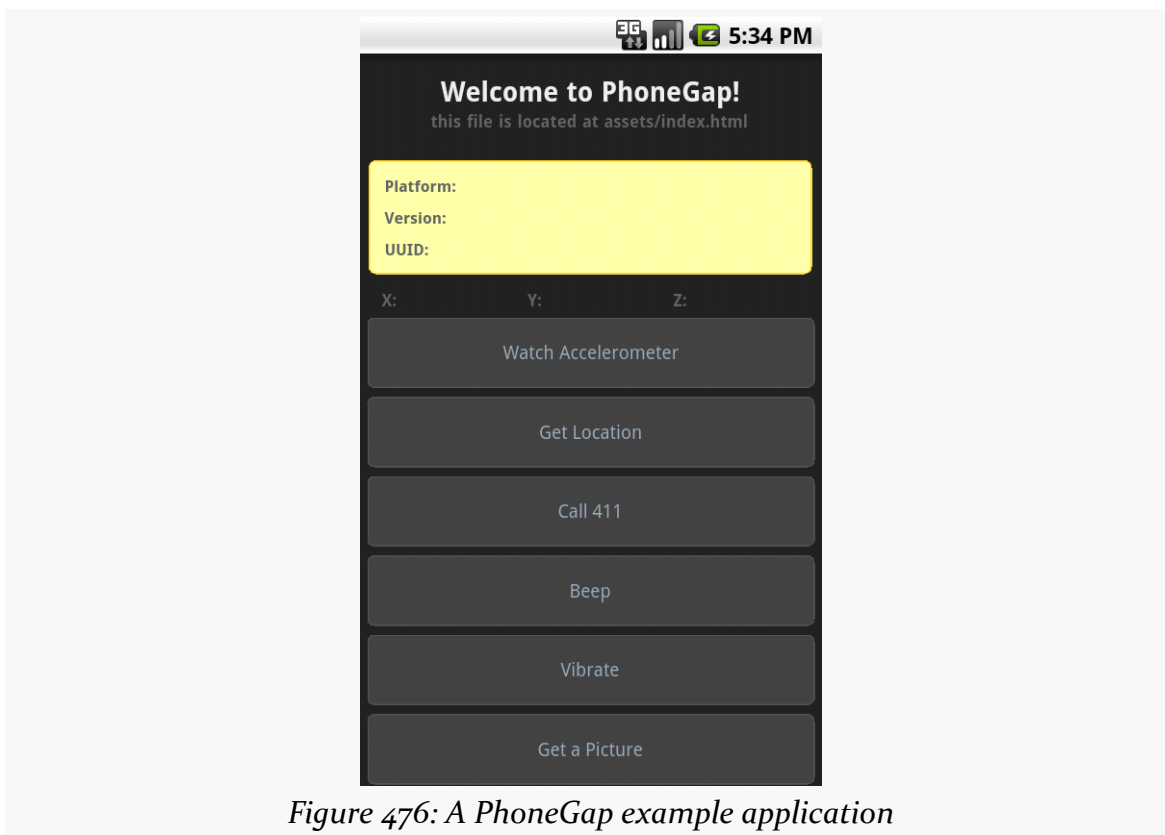 3G 5:34 PM
Welcome to PhoneGap!
this file is located at assets/index.html
Platform:
Version:
UUID:
X: Y: Z:
Watch Accelerometer
Get Location
Call 411
Beep
Vibrate
Get a Picture
Figure 476: A PhoneGap example application